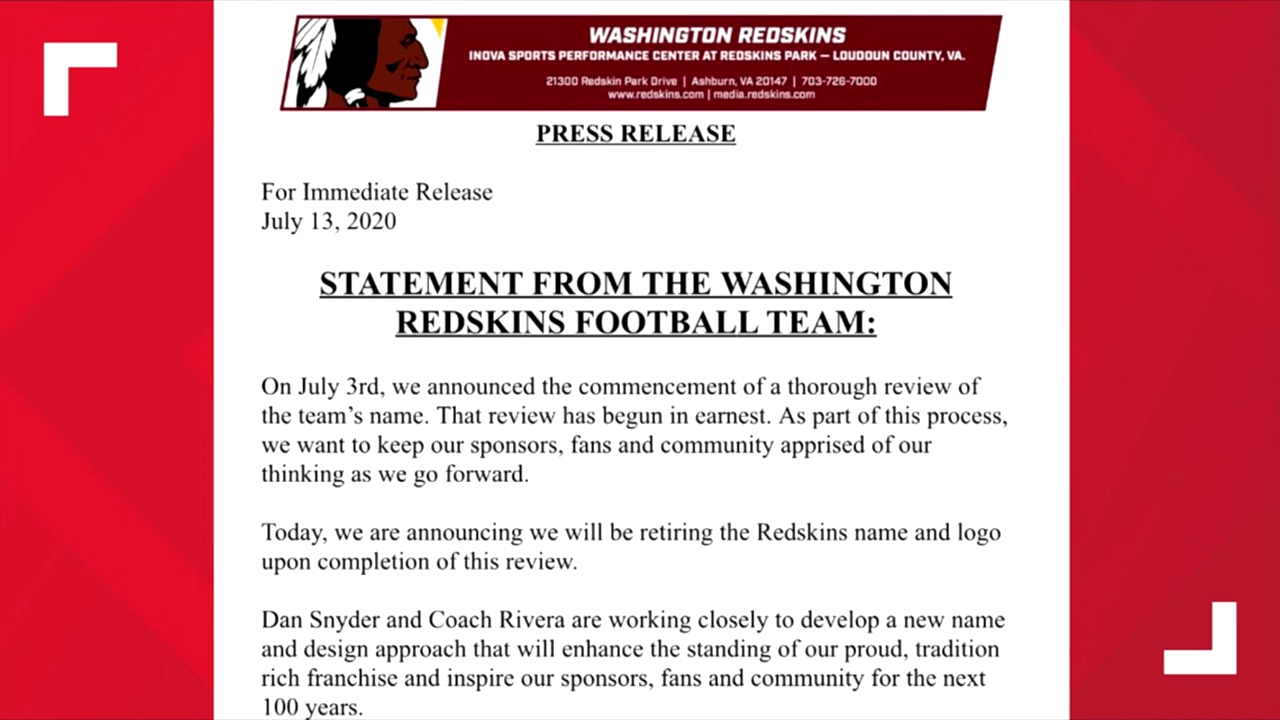 WASHINGTON REDSKINS
INOVA SPORTS PERFORMANCE CENTER AT REDSKINS PARK — LOUDOUN COUNTY, VA.
21300 Redskin Park Drive | Ashburn, VA 20147 | 703-726-7000
www.redskins.com | media.redskins.com
PRESS RELEASE
For Immediate Release
July 13, 2020
STATEMENT FROM THE WASHINGTON
REDSKINS FOOTBALL TEAM:
On July 3rd, we announced the commencement of a thorough review of
the team’s name. That review has begun in earnest. As part of this process,
we want to keep our sponsors, fans and community apprised of our
thinking as we go forward.
Today, we are announcing we will be retiring the Redskins name and logo
upon completion of this review.
Dan Snyder and Coach Rivera are working closely to develop a new name
and design approach that will enhance the standing of our proud, tradition
rich franchise and inspire our sponsors, fans and community for the next
100 years.